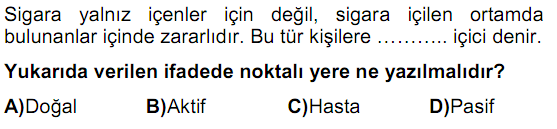 Sigara yalnız içenler için değil, sigara içilen ortamda
bulunanlar içinde zararlıdır. Bu tür kişilere ……….. içici denir.
Yukarıda verilen ifadede noktalı yere ne yazılmalıdır?
A)Doğal B)Aktif C)Hasta D)Pasif